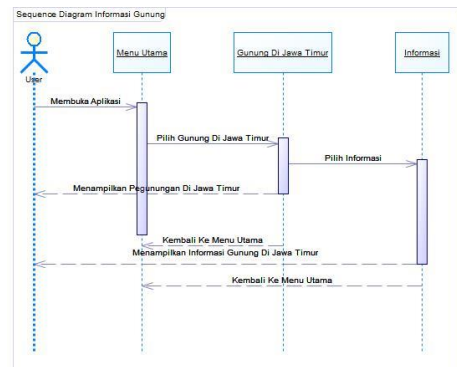 Sequence Diagram Informasi Gunung
Menu Utama
Gunung Di Jawa Timur
Informasi
User
Membuka Aplikasi
Pilih Gunung Di Jawa Timur
Pilih Informasi
Menampilkan Pegunungan Di Jawa Timur
Kembali Ke Menu Utama
Menampilkan Informasi Gunung Di Jawa Timur
Kembali Ke Menu Utama